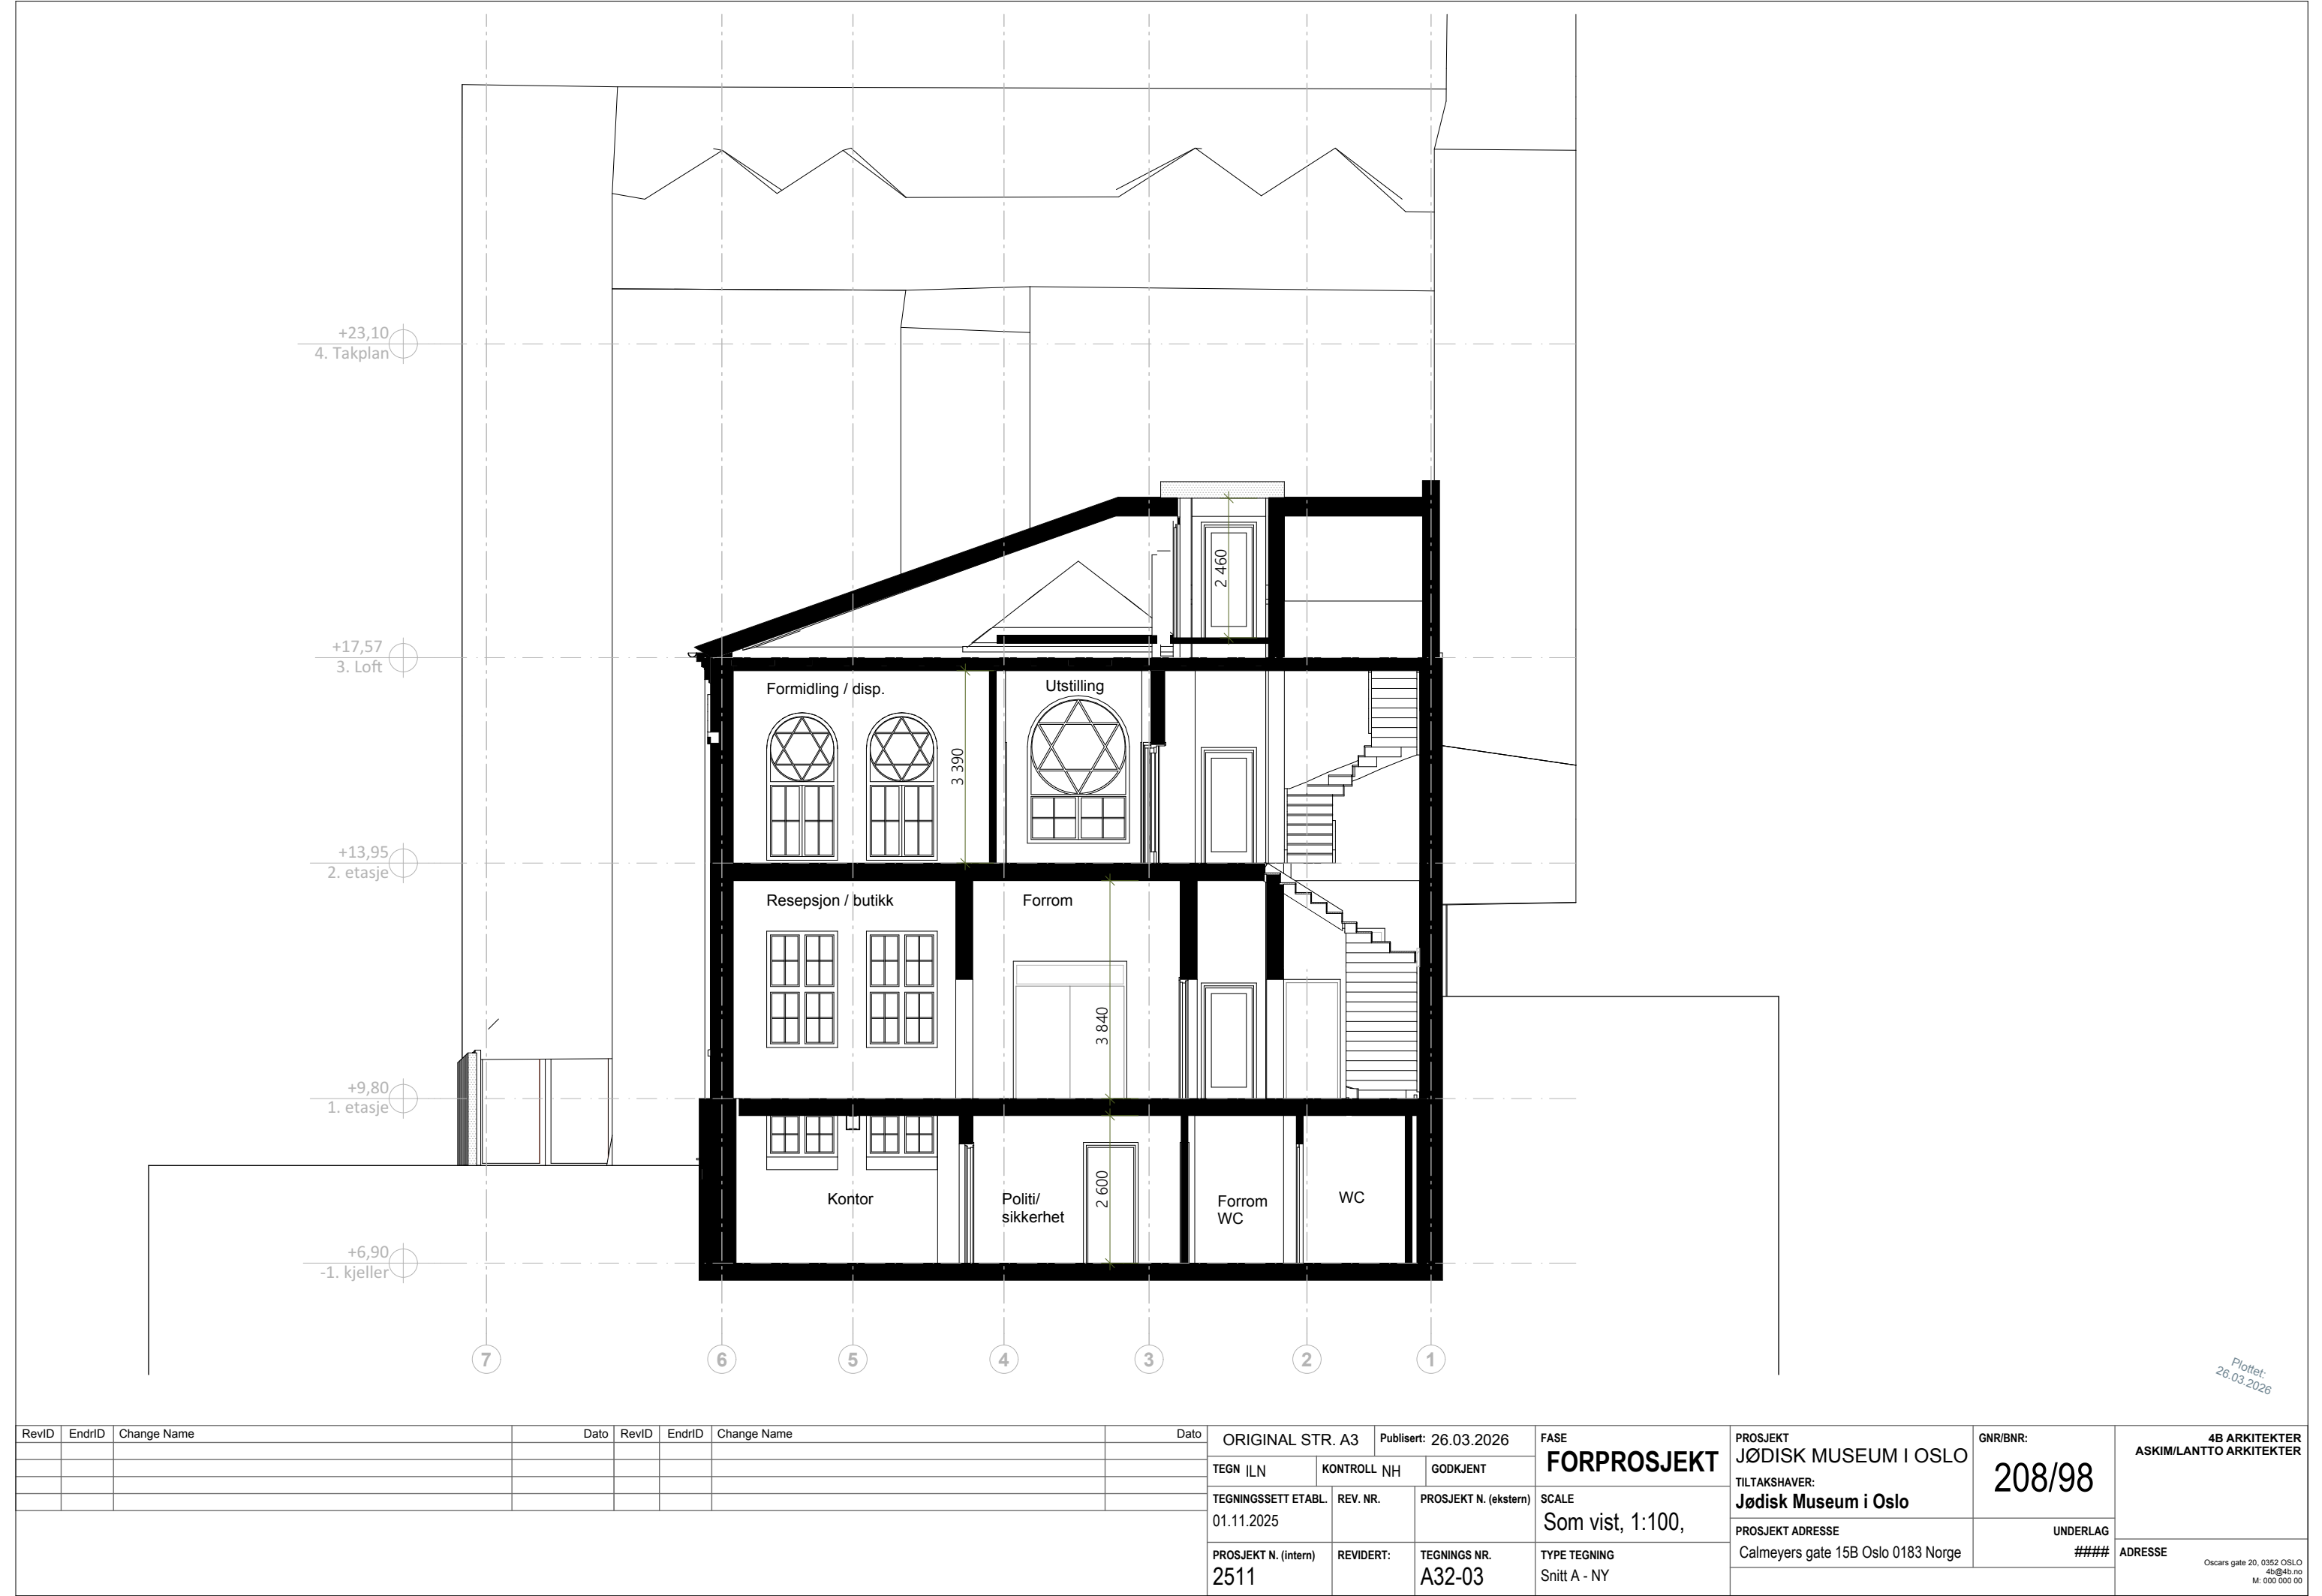 +23,10
4. Takplan
2 460
+17,57
3. Loft
Formidling / disp.
Utstilling
3 390
+13,95
2. etasje
Resepsjon / butikk
Forrom
3 840
+9,80
1. etasje
Kontor
Politi/
sikkerhet
2 600
Forrom
WC
WC
+6,90
-1. kjeller
7
6
5
4
3
2
1
Plottet:
26.03.2026
RevID EndrID Change Name Dato RevID EndrID Change Name Dato
ORIGINAL STR. A3 Publisert: 26.03.2026
TEGN ILN KONTROLL NH GODKJENT
TEGNINGSSETT ETABL. REV. NR. PROSJEKT N. (ekstern)
01.11.2025
PROSJEKT N. (intern) REVIDERT: TEGNINGS NR.
2511 A32-03
FASE
FORPROSJEKT
SCALE
Som vist, 1:100,
TYPE TEGNING
Snitt A - NY
PROSJEKT
JØDISK MUSEUM I OSLO
TILTAKSHAVER:
Jødisk Museum i Oslo
PROSJEKT ADRESSE
Calmeyers gate 15B Oslo 0183 Norge
GNR/BNR:
208/98
UNDERLAG
####
4B ARKITEKTER
ASKIM/LANTTO ARKITEKTER
ADRESSE
Oscars gate 20, 0352 OSLO
4b@4b.no
M: 000 000 00